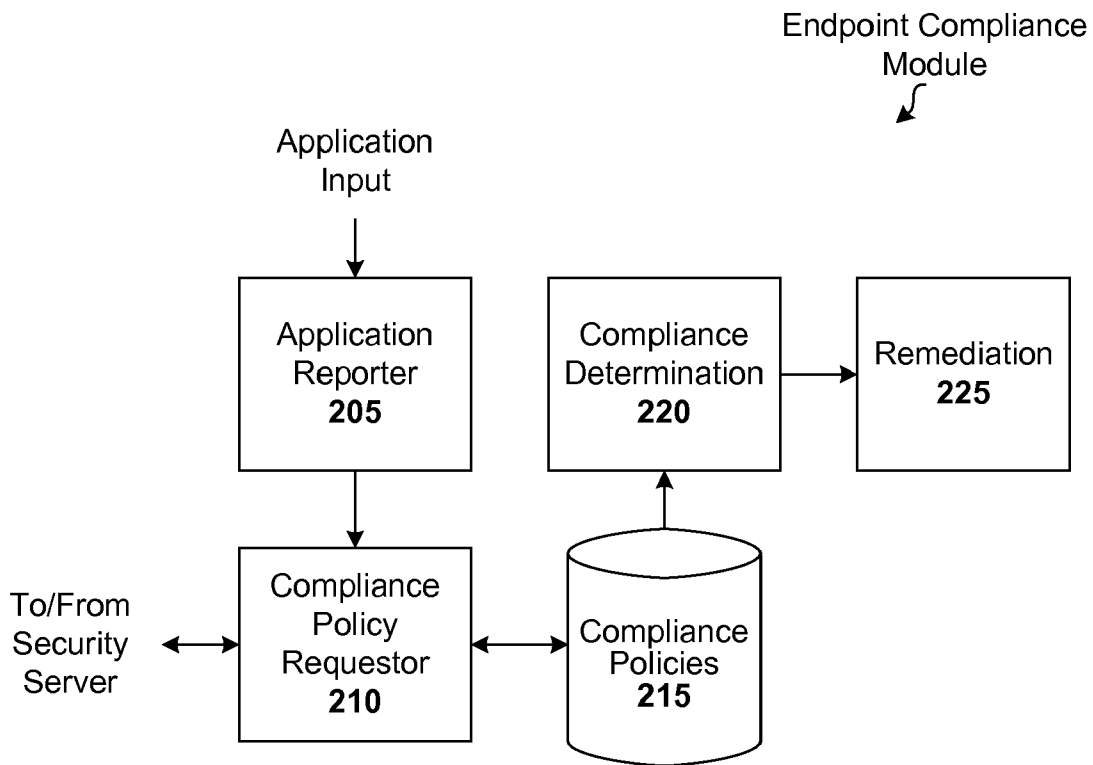 Endpoint Compliance
Module
Application
Input
Application
Reporter
205
Compliance
Determination
220
Remediation
225
To/From
Security
Server
Compliance
Policy
Requestor
210
Compliance
Policies
215